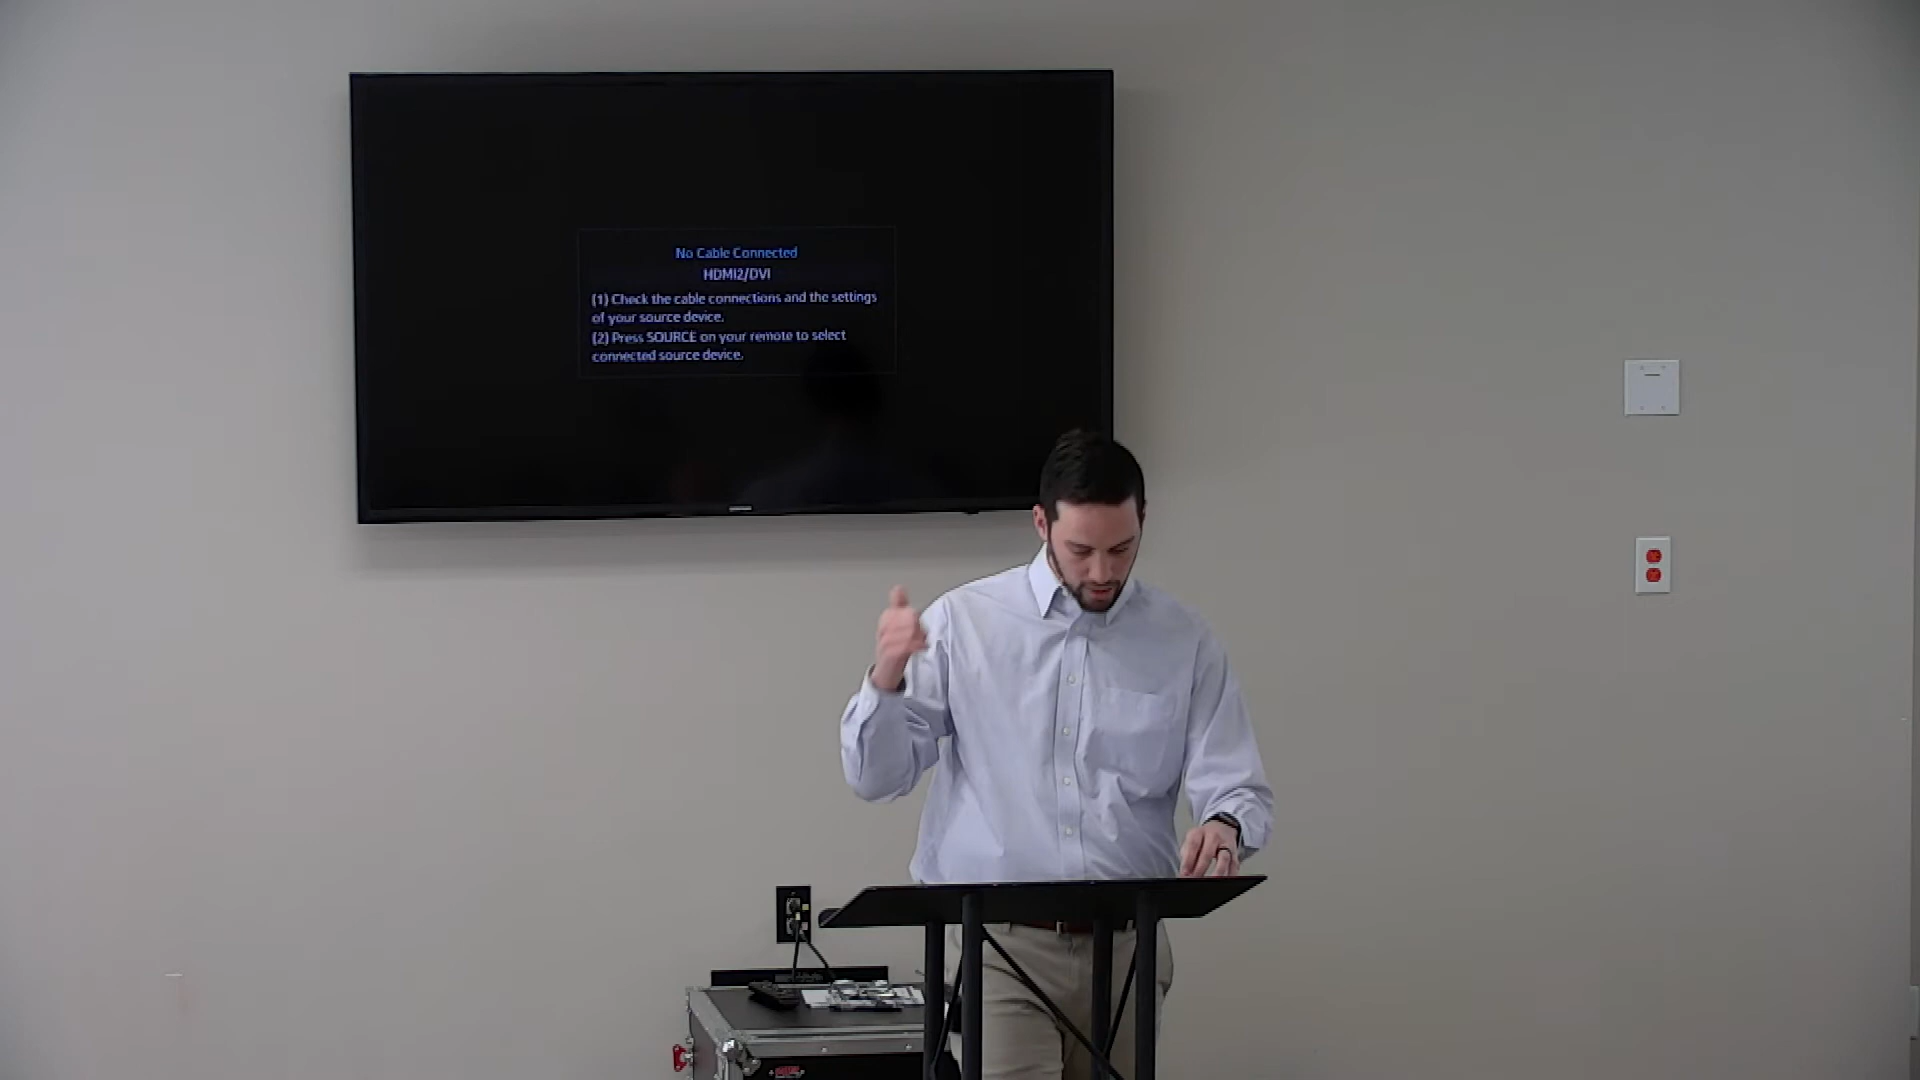 No Cable Connected
HDMI2/DVI
(1) Check the cable connections and the settings
of your source device.
(2) Press SOURCE on your remote to select
connected source device.